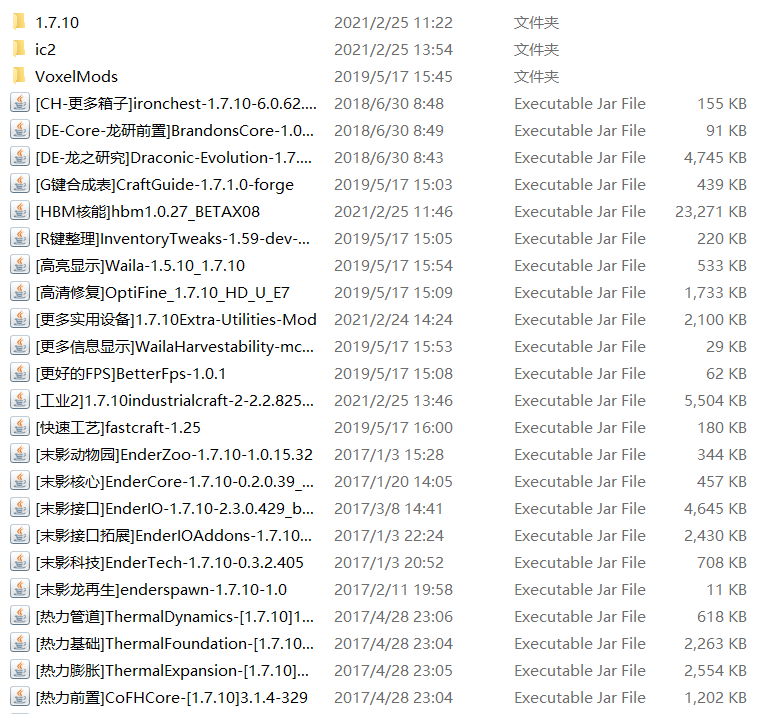 1.7.10 2021/2/25 11:22 文件夹
ic2 2021/2/25 13:54 文件夹
VoxelMods 2019/5/17 15:45 文件夹
[CH-更多箱子]ironchest-1.7.10-6.0.62.... 2018/6/30 8:48 Executable Jar File 155 KB
[DE-Core-龙研前置]BrandonsCore-1.0... 2018/6/30 8:49 Executable Jar File 91 KB
[DE-龙之研究]Draconic-Evolution-1.7.... 2018/6/30 8:43 Executable Jar File 4,745 KB
[G键合成表]CraftGuide-1.7.1.0-forge 2019/5/17 15:03 Executable Jar File 439 KB
[HBM核能]hbm1.0.27_BETAX08 2021/2/25 11:46 Executable Jar File 23,271 KB
[R键整理]InventoryTweaks-1.59-dev-... 2019/5/17 15:05 Executable Jar File 220 KB
[高亮显示]Waila-1.5.10_1.7.10 2019/5/17 15:54 Executable Jar File 533 KB
[高清修复]OptiFine_1.7.10_HD_U_E7 2019/5/17 15:09 Executable Jar File 1,733 KB
[更多实用设备]1.7.10Extra-Utilities-Mod 2021/2/24 14:24 Executable Jar File 2,100 KB
[更多信息显示]WailaHarvestability-mc... 2019/5/17 15:53 Executable Jar File 29 KB
[更好的FPS]BetterFps-1.0.1 2019/5/17 15:08 Executable Jar File 62 KB
[工业2]1.7.10industrialcraft-2-2.2.825... 2021/2/25 13:46 Executable Jar File 5,504 KB
[快速工艺]fastcraft-1.25 2019/5/17 16:00 Executable Jar File 180 KB
[末影动物园]EnderZoo-1.7.10-1.0.15.32 2017/1/3 15:28 Executable Jar File 344 KB
[末影核心]EnderCore-1.7.10-0.2.0.39_... 2017/1/20 14:05 Executable Jar File 457 KB
[末影接口]EnderIO-1.7.10-2.3.0.429_b... 2017/3/8 14:41 Executable Jar File 4,645 KB
[末影接口拓展]EnderIOAddons-1.7.10... 2017/1/3 22:24 Executable Jar File 2,430 KB
[末影科技]EnderTech-1.7.10-0.3.2.405 2017/1/3 20:52 Executable Jar File 708 KB
[末影龙再生]enderspawn-1.7.10-1.0 2017/2/11 19:58 Executable Jar File 11 KB
[热力管道]ThermalDynamics-[1.7.10]1... 2017/4/28 23:06 Executable Jar File 618 KB
[热力基础]ThermalFoundation-[1.7.10... 2017/4/28 23:04 Executable Jar File 2,263 KB
[热力膨胀]ThermalExpansion-[1.7.10]... 2017/4/28 23:05 Executable Jar File 2,554 KB
[热力前置]CoFHCore-[1.7.10]3.1.4-329 2017/4/28 23:04 Executable Jar File 1,202 KB